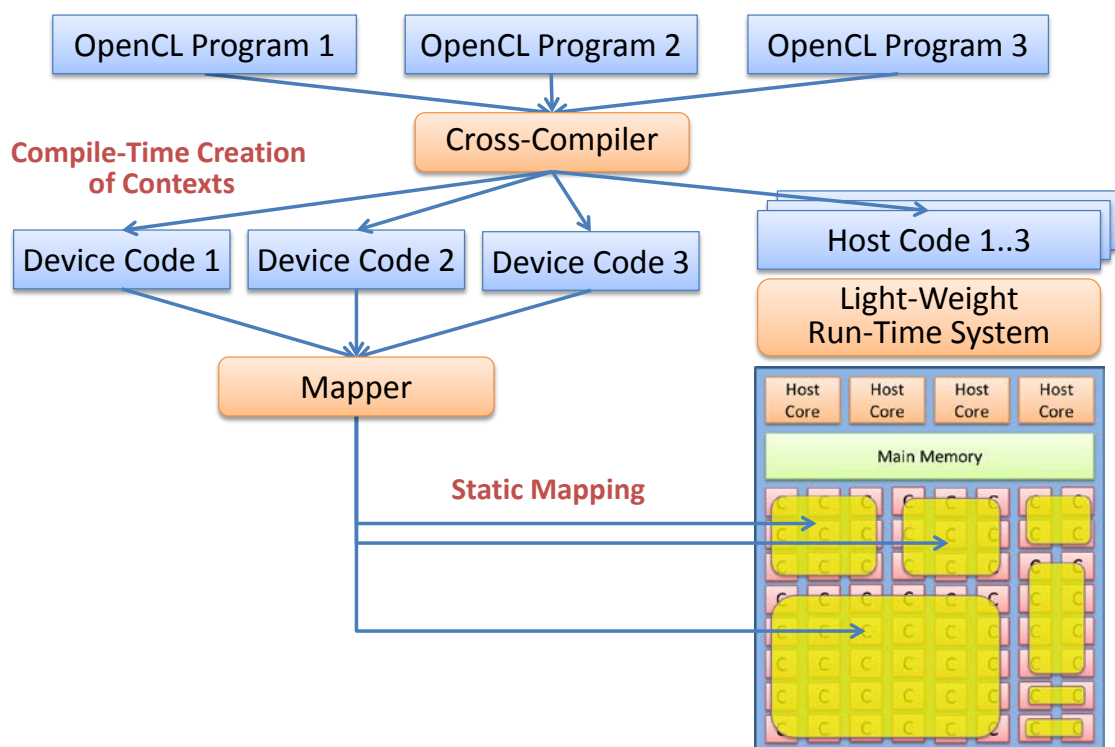 OpenCL Program 1
OpenCL Program 2
OpenCL Program 3
Cross-Compiler
Compile-Time Creation
of Contexts
Device Code 1
Device Code 2
Device Code 3
Host Code 1..3
Light-Weight
Run-Time System
Mapper
Host
Core
Host
Core
Host
Core
Host
Core
Main Memory
Static Mapping
C C C C C C C C
C C C C C C C C
C C C C C C C C
C C C C C C C C
C C C C C C C C
C C C C C C C C
C C C C C C C C
C C C C C C C C